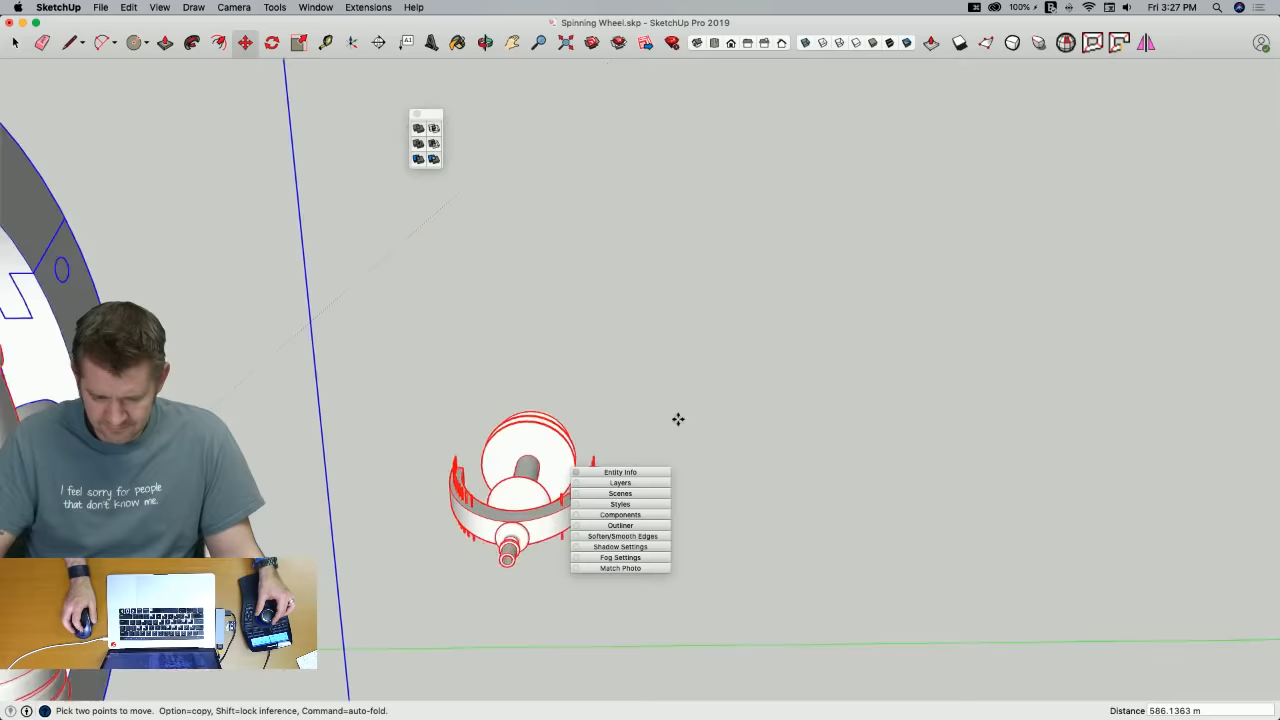 SketchUp File Edit View Draw Camera Tools Window Extensions Help
100% Fri 3:27 PM
Spinning Wheel.skp - SketchUp Pro 2019
A1
Entity Info
Layers
Scenes
Styles
Components
Outliner
Soften/Smooth Edges
Shadow Settings
Fog Settings
Match Photo
I feel sorry for people
that don't know me.
Pick two points to move. Option=copy, Shift=lock inference, Command=auto-fold.
Distance 586.1363 m